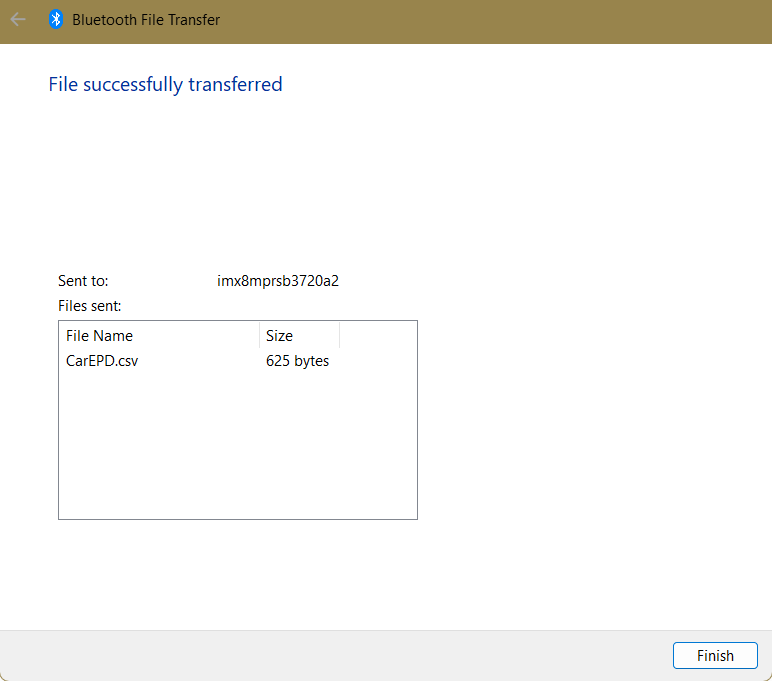 Bluetooth File Transfer
File successfully transferred
Sent to: imx8mprsb3720a2
Files sent:
File Name Size
CarEPD.csv 625 bytes
Finish